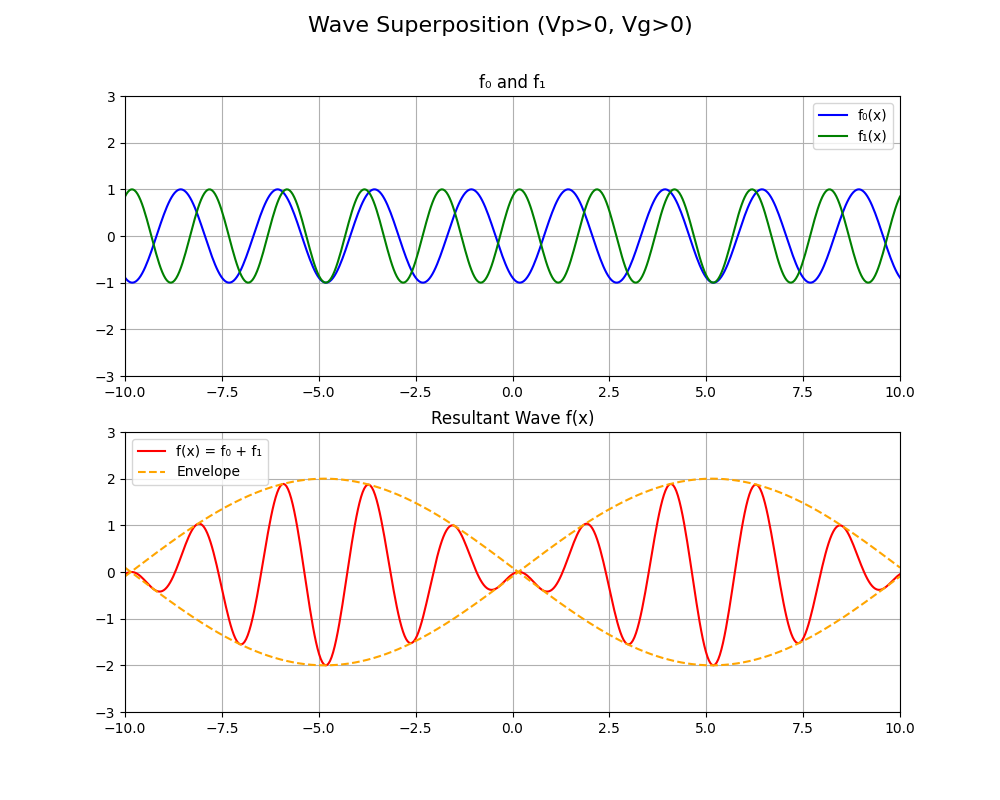 Wave Superposition (Vp>0, Vg>0)
f₀ and f₁
f₀(x)
f₁(x)
3
2
1
0
−1
−2
−3
−10.0 −7.5 −5.0 −2.5 0.0 2.5 5.0 7.5 10.0
Resultant Wave f(x)
f(x) = f₀ + f₁
Envelope
3
2
1
0
−1
−2
−3
−10.0 −7.5 −5.0 −2.5 0.0 2.5 5.0 7.5 10.0